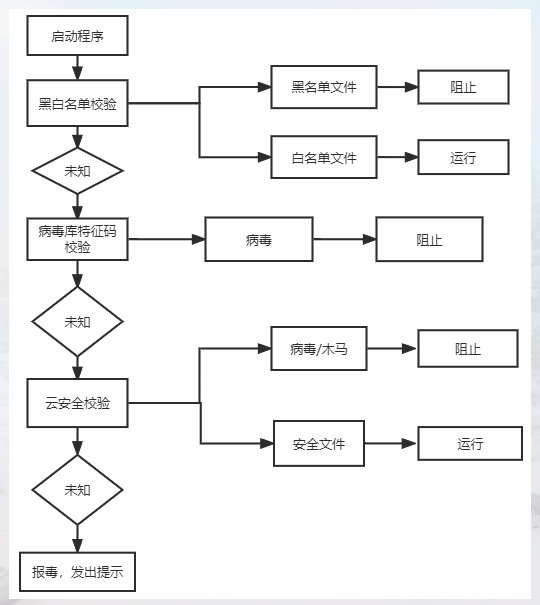 启动程序
黑白名单校验
黑名单文件
阻止
白名单文件
运行
未知
病毒库特征码
校验
病毒
阻止
未知
病毒/木马
阻止
云安全校验
安全文件
运行
未知
报毒，发出提示